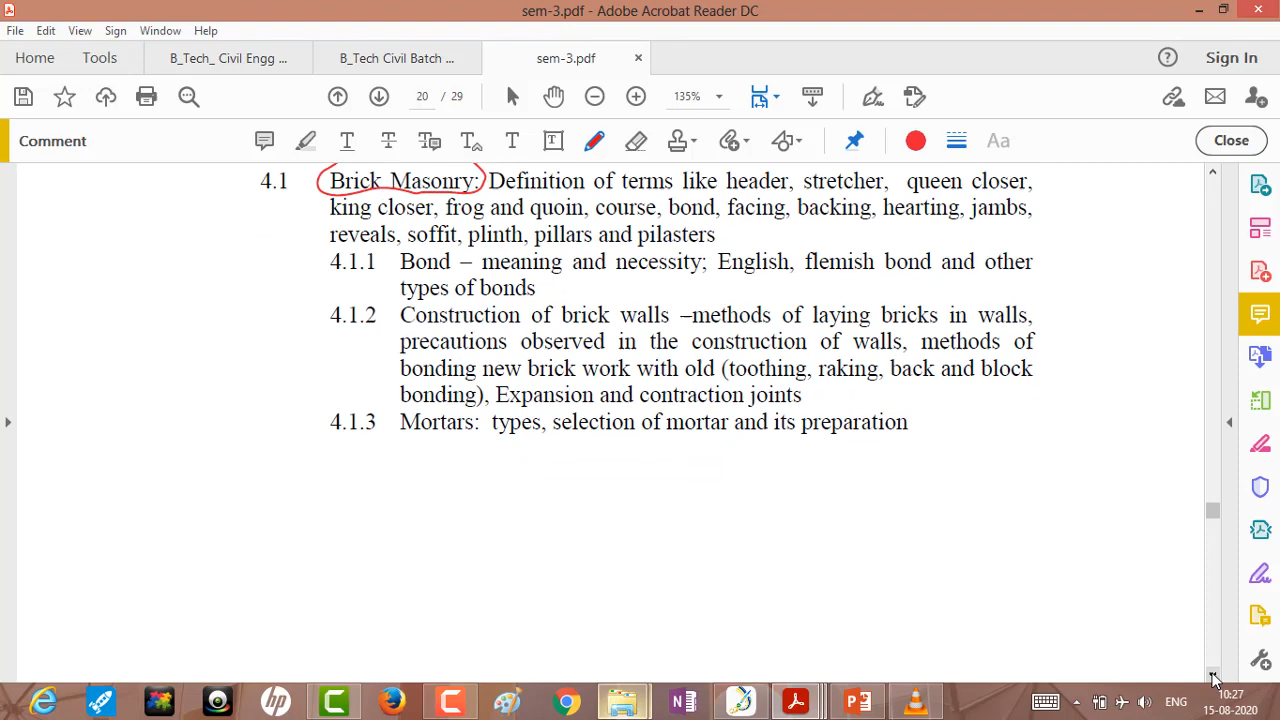 sem-3.pdf - Adobe Acrobat Reader DC
File Edit View Sign Window Help
Home Tools B_Tech_ Civil Engg ... B_Tech Civil Batch ... sem-3.pdf × ? Sign In
20 / 29 135%
Comment T T T Aa Close
4.1 Brick Masonry: Definition of terms like header, stretcher, queen closer,
king closer, frog and quoin, course, bond, facing, backing, hearting, jambs,
reveals, soffit, plinth, pillars and pilasters
4.1.1 Bond – meaning and necessity; English, flemish bond and other
types of bonds
4.1.2 Construction of brick walls –methods of laying bricks in walls,
precautions observed in the construction of walls, methods of
bonding new brick work with old (toothing, raking, back and block
bonding), Expansion and contraction joints
4.1.3 Mortars: types, selection of mortar and its preparation
ENG 10:27
15-08-2020